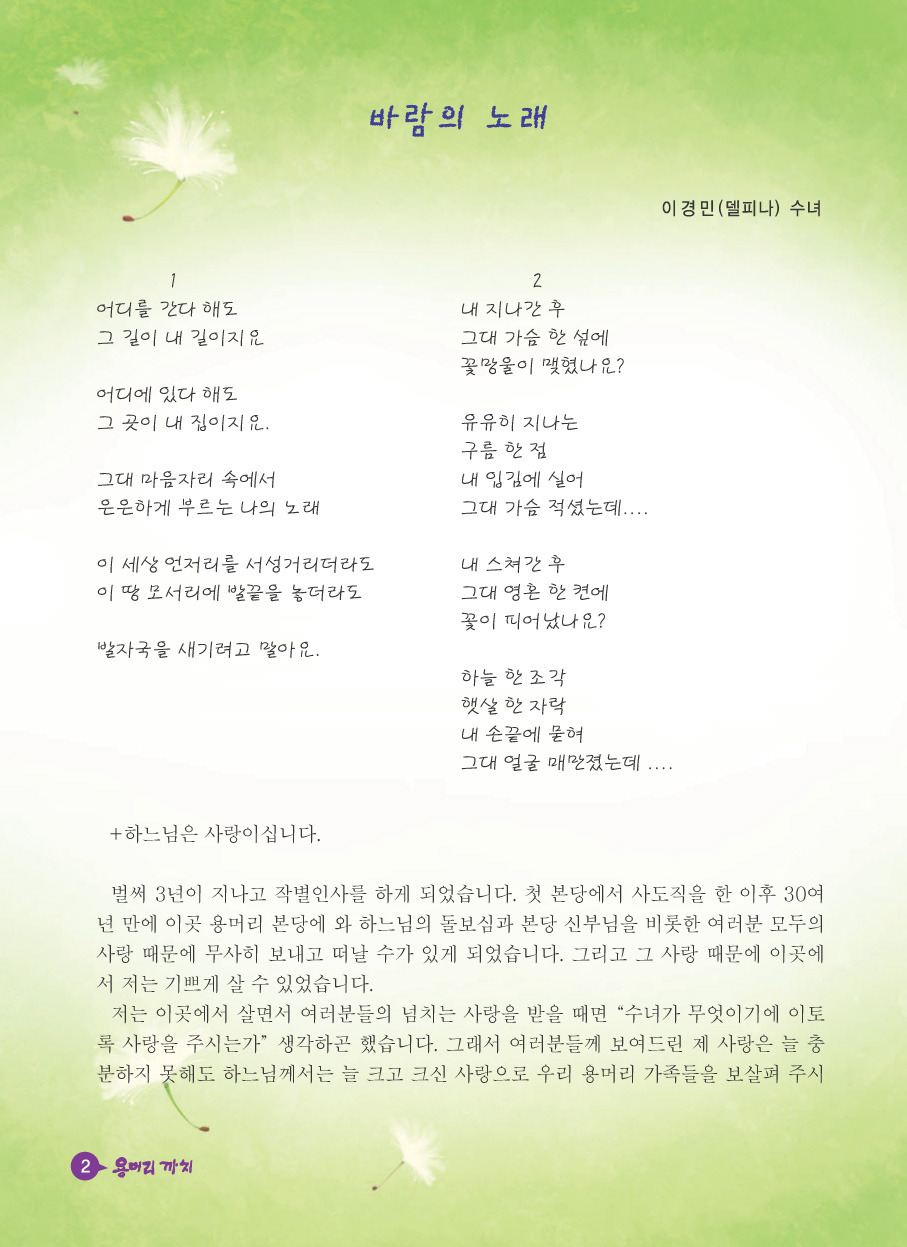 바람의 노래
이경민(델피나) 수녀
1
어디를 간다 해도
그 길이 내 길이지요
어디에 있다 해도
그 곳이 내 집이지요.
그대 마음자리 속에서
은은하게 부르는 나의 노래
이 세상 언저리를 서성거리더라도
이 땅 모서리에 발끝을 놓더라도
발자국을 새기려고 말아요.
2
내 지나간 후
그대 가슴 한 섶에
꽃망울이 맺혔나요?
유유히 지나는
구름 한 점
내 입김에 실어
그대 가슴 적셨는데....
내 스쳐간 후
그대 영혼 한 켠에
꽃이 피어났나요?
하늘 한 조각
햇살 한 자락
내 손끝에 묻혀
그대 얼굴 매만졌는데 ....
+하느님은 사랑이십니다.
벌써 3년이 지나고 작별인사를 하게 되었습니다. 첫 본당에서 사도직을 한 이후 30여
년 만에 이곳 용머리 본당에 와 하느님의 돌보심과 본당 신부님을 비롯한 여러분 모두의
사랑 때문에 무사히 보내고 떠날 수가 있게 되었습니다. 그리고 그 사랑 때문에 이곳에
서 저는 기쁘게 살 수 있었습니다.
저는 이곳에서 살면서 여러분들의 넘치는 사랑을 받을 때면 “수녀가 무엇이기에 이토
록 사랑을 주시는가” 생각하곤 했습니다. 그래서 여러분들께 보여드린 제 사랑은 늘 충
분하지 못해도 하느님께서는 늘 크고 크신 사랑으로 우리 용머리 가족들을 보살펴 주시
2 용머리 까치